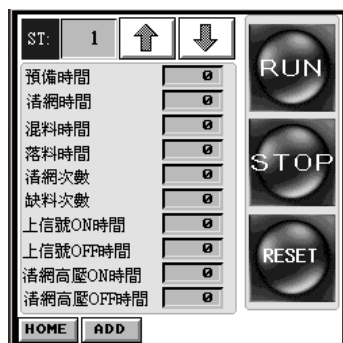 ST: 1
RUN
預備時間 0
清網時間 0
混料時間 0
落料時間 0
清網次數 0
缺料次數 0
上信號ON時間 0
上信號OFF時間 0
清網高壓ON時間 0
清網高壓OFF時間 0
STOP
RESET
HOME ADD